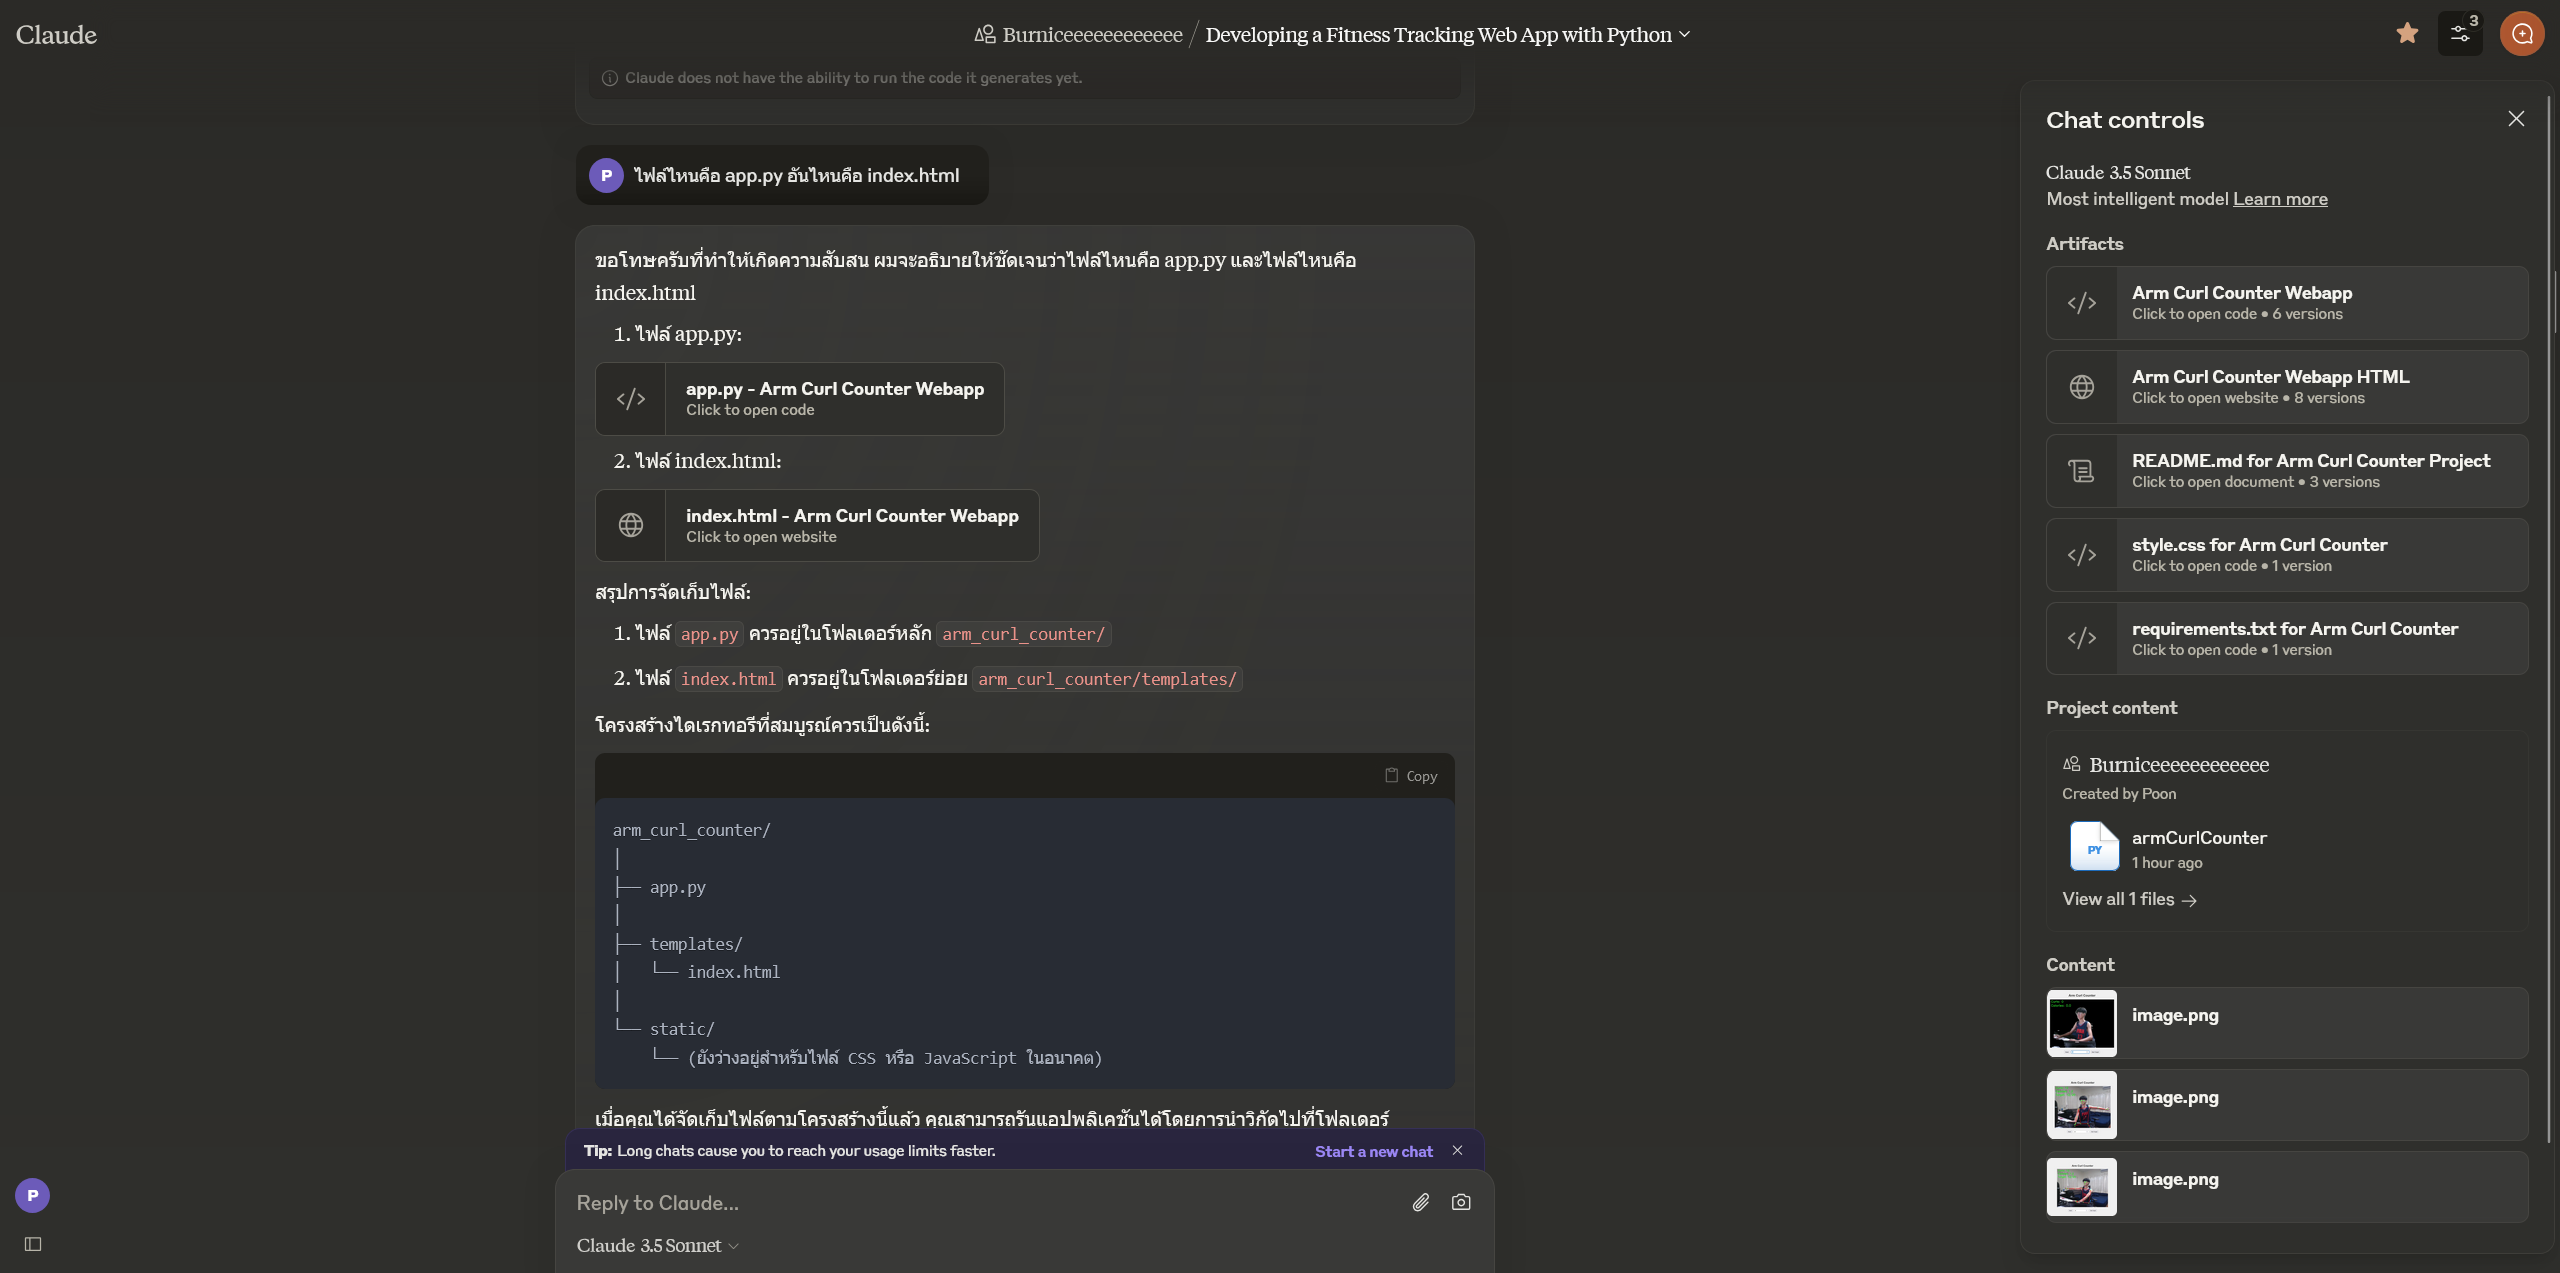 Claude
Burniceeeeeeeeeeeee / Developing a Fitness Tracking Web App with Python
3
Claude does not have the ability to run the code it generates yet.
P
ไฟล์ไหนคือ app.py อันไหนคือ index.html
ขอโทษครับที่ทำให้เกิดความสับสน ผมจะอธิบายให้ชัดเจนว่าไฟล์ไหนคือ app.py และไฟล์ไหนคือ
index.html
1. ไฟล์ app.py:
app.py - Arm Curl Counter Webapp
Click to open code
2. ไฟล์ index.html:
index.html - Arm Curl Counter Webapp
Click to open website
สรุปการจัดเก็บไฟล์:
1. ไฟล์ app.py ควรอยู่ในโฟลเดอร์หลัก arm_curl_counter/
2. ไฟล์ index.html ควรอยู่ในโฟลเดอร์ย่อย arm_curl_counter/templates/
โครงสร้างไดเรกทอรีที่สมบูรณ์ควรเป็นดังนี้:
Copy
arm_curl_counter/
│
├── app.py
│
├── templates/
│   └── index.html
│
└── static/
    └── (ยังว่างอยู่สำหรับไฟล์ CSS หรือ JavaScript ในอนาคต)
เมื่อคุณได้จัดเก็บไฟล์ตามโครงสร้างนี้แล้ว คุณสามารถรันแอปพลิเคชันได้โดยการนำวิกัดไปที่โฟลเดอร์
Tip: Long chats cause you to reach your usage limits faster.
Start a new chat
Reply to Claude...
Claude 3.5 Sonnet
P
Chat controls
Claude 3.5 Sonnet
Most intelligent model Learn more
Artifacts
Arm Curl Counter Webapp
Click to open code • 6 versions
Arm Curl Counter Webapp HTML
Click to open website • 8 versions
README.md for Arm Curl Counter Project
Click to open document • 3 versions
style.css for Arm Curl Counter
Click to open code • 1 version
requirements.txt for Arm Curl Counter
Click to open code • 1 version
Project content
Burniceeeeeeeeeeeee
Created by Poon
PY
armCurlCounter
1 hour ago
View all 1 files →
Content
image.png
image.png
image.png